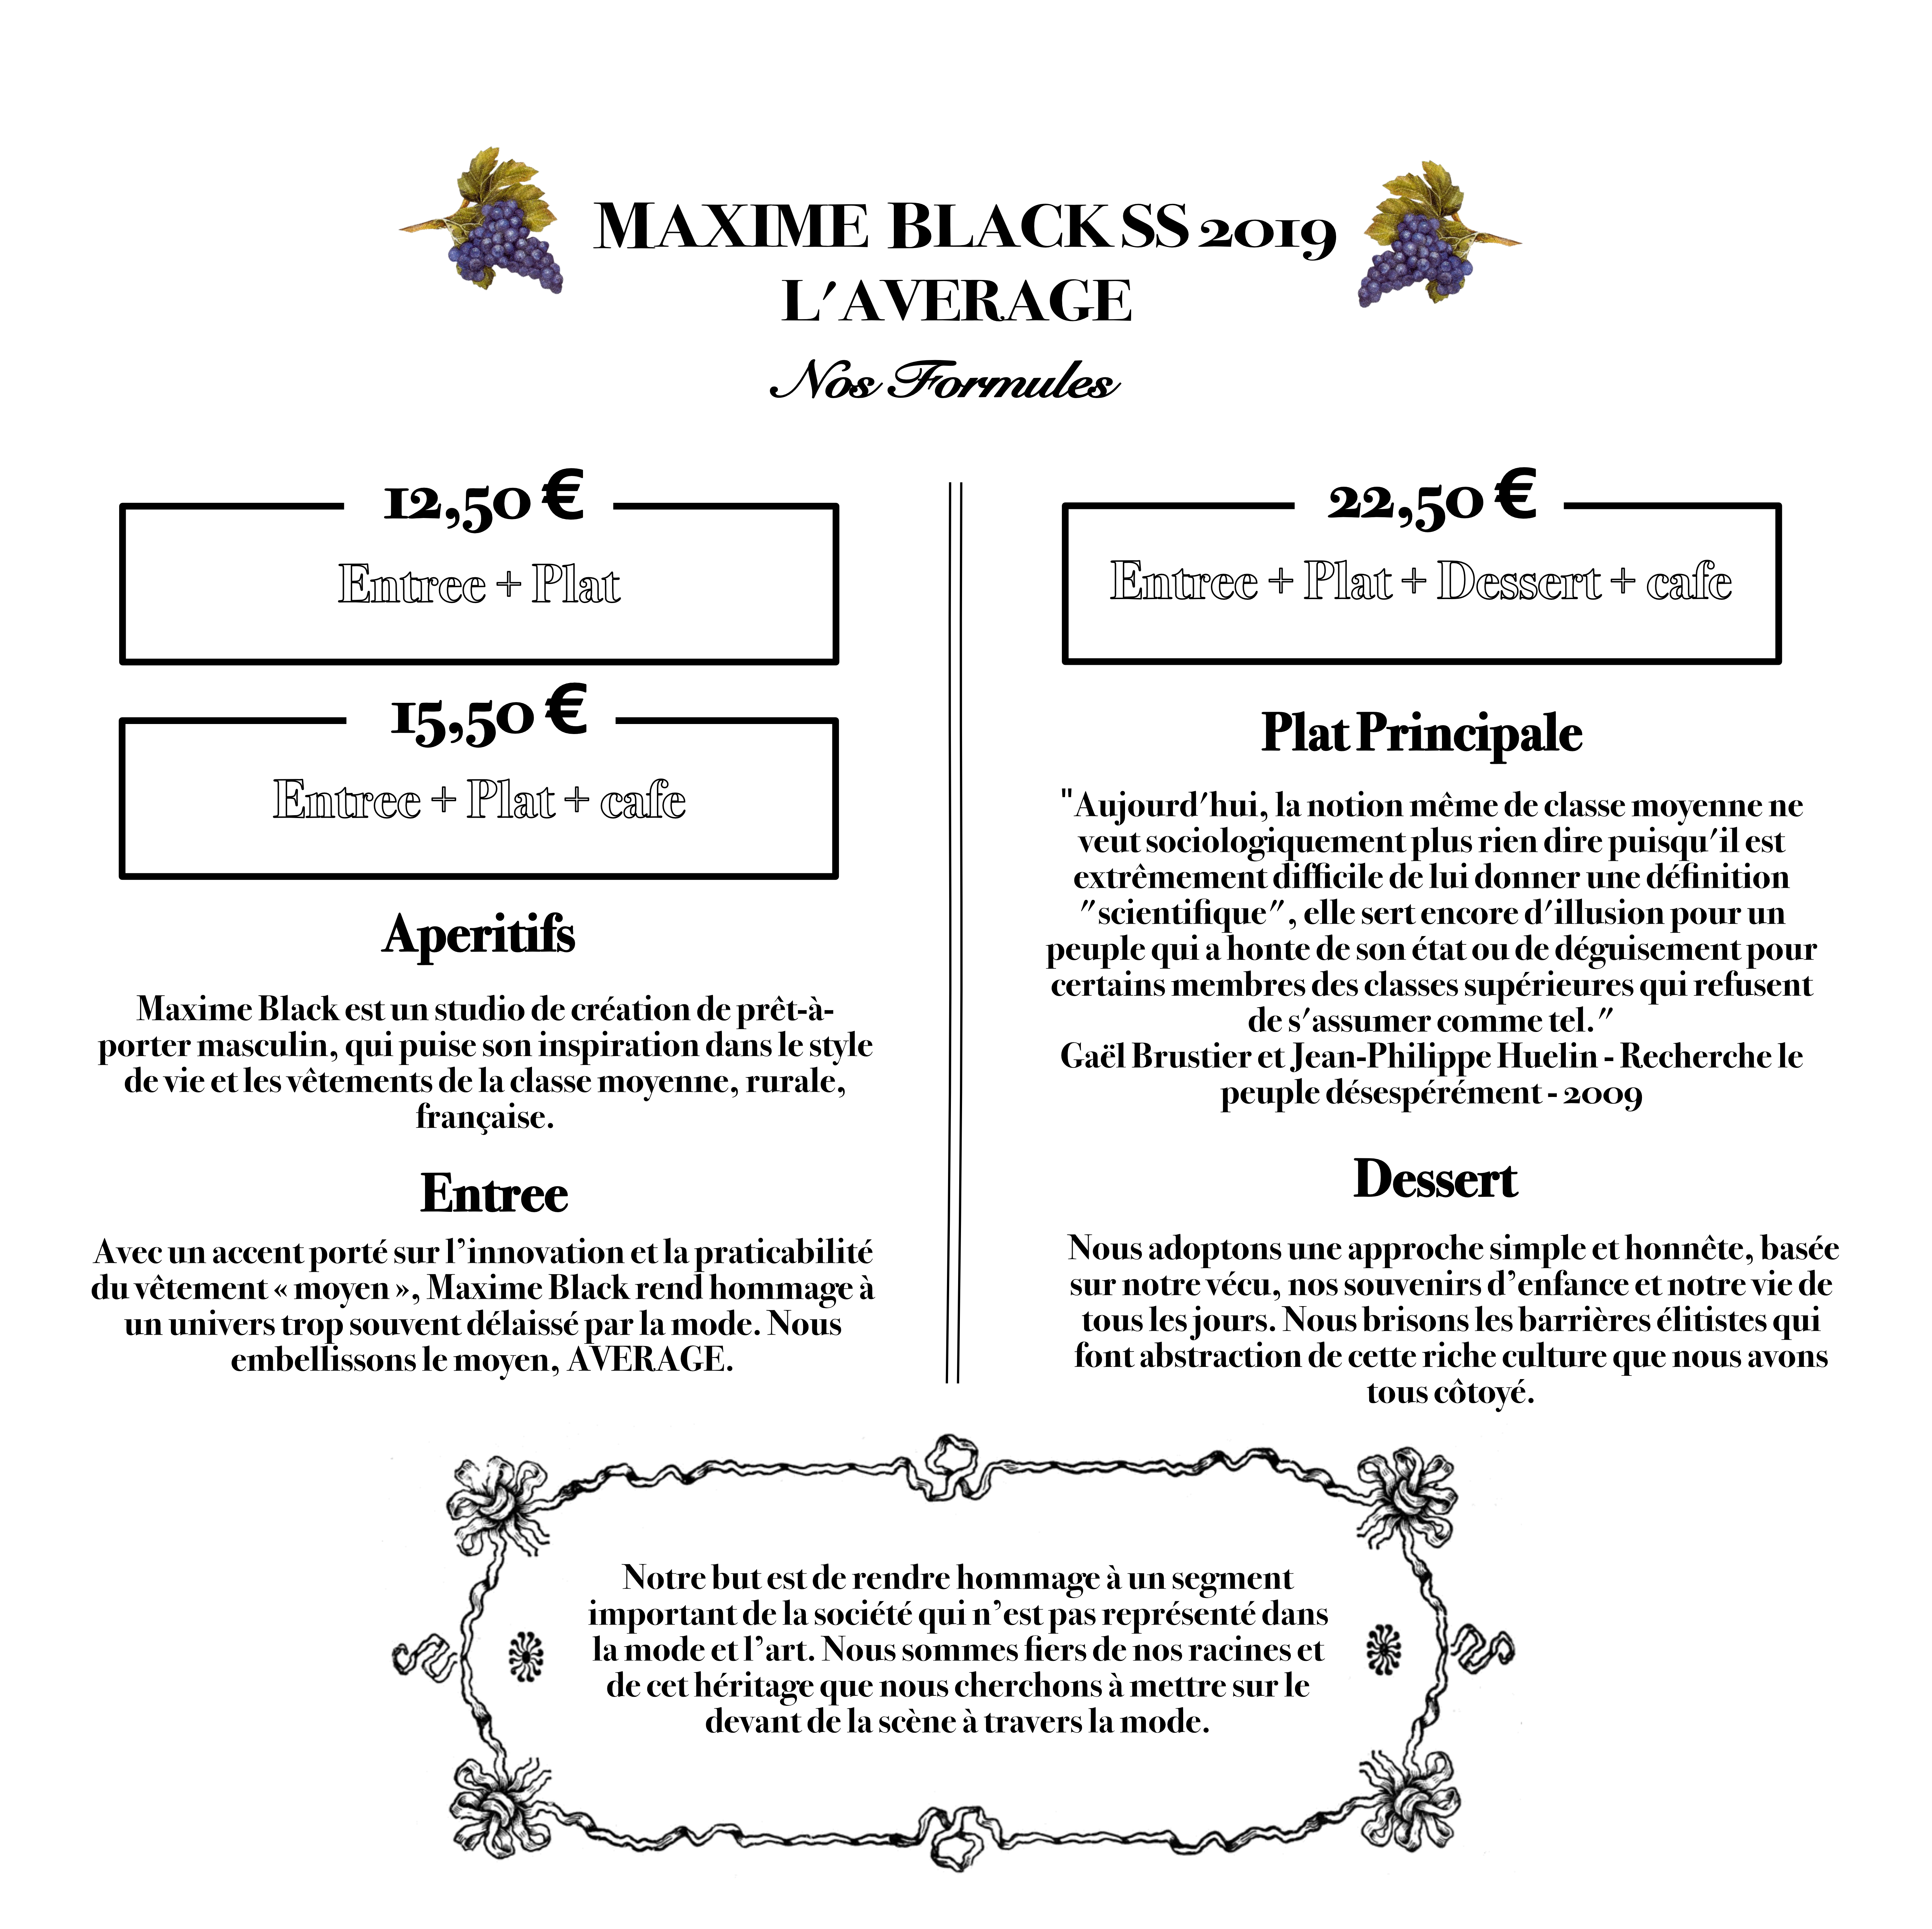 MAXIME BLACK SS 2019
L'AVERAGE
Nos Formules
12,50 €
Entree + Plat
15,50 €
Entree + Plat + cafe
Aperitifs
Maxime Black est un studio de création de prêt-à-
porter masculin, qui puise son inspiration dans le style
de vie et les vêtements de la classe moyenne, rurale,
française.
Entree
Avec un accent porté sur l’innovation et la praticabilité
du vêtement « moyen », Maxime Black rend hommage à
un univers trop souvent délaissé par la mode. Nous
embellissons le moyen, AVERAGE.
22,50 €
Entree + Plat + Dessert + cafe
Plat Principale
"Aujourd'hui, la notion même de classe moyenne ne
veut sociologiquement plus rien dire puisqu'il est
extrêmement difficile de lui donner une définition
"scientifique", elle sert encore d'illusion pour un
peuple qui a honte de son état ou de déguisement pour
certains membres des classes supérieures qui refusent
de s'assumer comme tel."
Gaël Brustier et Jean-Philippe Huelin - Recherche le
peuple désespérément - 2009
Dessert
Nous adoptons une approche simple et honnête, basée
sur notre vécu, nos souvenirs d’enfance et notre vie de
tous les jours. Nous brisons les barrières élitistes qui
font abstraction de cette riche culture que nous avons
tous côtoyé.
Notre but est de rendre hommage à un segment
important de la société qui n’est pas représenté dans
la mode et l’art. Nous sommes fiers de nos racines et
de cet héritage que nous cherchons à mettre sur le
devant de la scène à travers la mode.